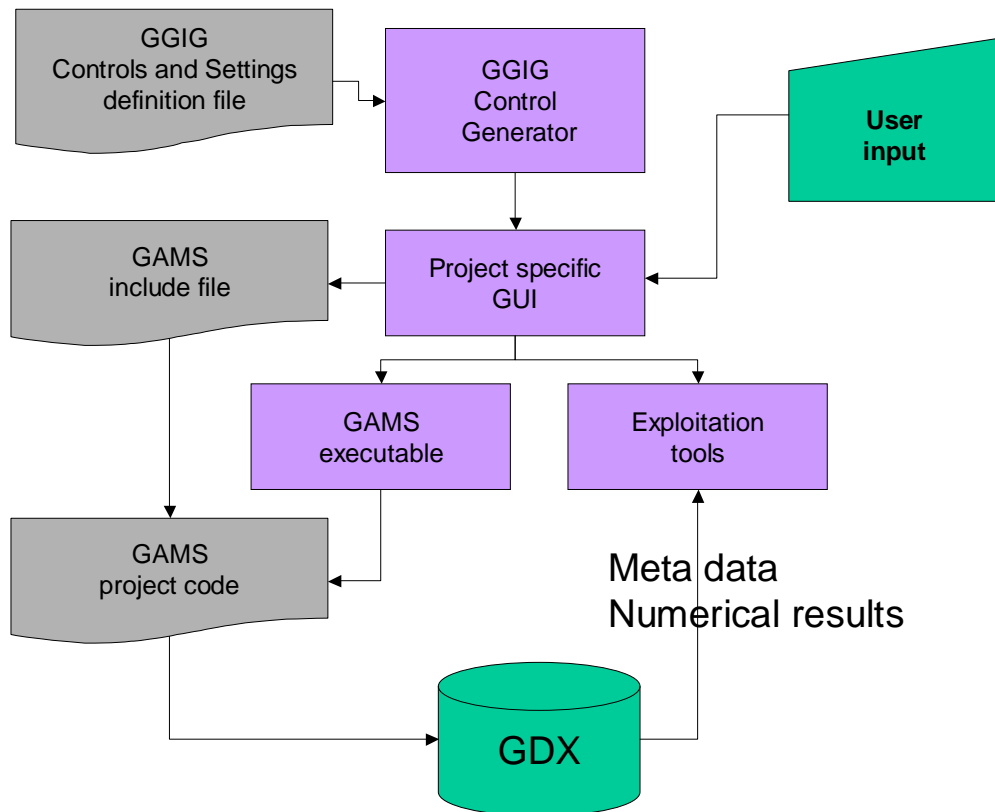 GGIG
Controls and Settings
definition file
GGIG
Control
Generator
User
input
GAMS
include file
Project specific
GUI
GAMS
executable
Exploitation
tools
GAMS
project code
Meta data
Numerical results
GDX